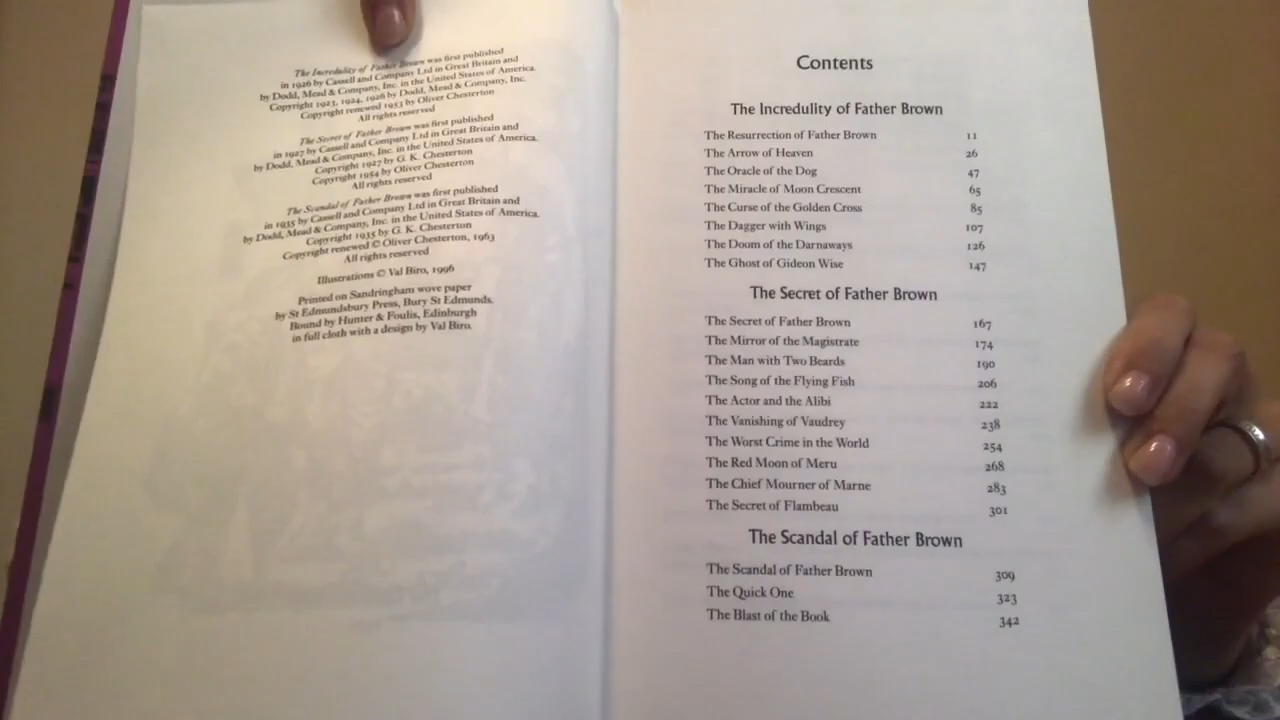 The Incredulity of Father Brown was first published
in 1926 by Cassell and Company Ltd in Great Britain and
by Dodd, Mead & Company, Inc. in the United States of America.
Copyright 1923, 1924, 1926 by Dodd, Mead & Company, Inc.
Copyright renewed 1953 by Oliver Chesterton
All rights reserved
The Secret of Father Brown was first published
in 1927 by Cassell and Company Ltd in Great Britain and
by Dodd, Mead & Company, Inc. in the United States of America.
Copyright 1927 by G. K. Chesterton
Copyright 1954 by Oliver Chesterton
All rights reserved
The Scandal of Father Brown was first published
in 1935 by Cassell and Company Ltd in Great Britain and
by Dodd, Mead & Company, Inc. in the United States of America.
Copyright 1935 by G. K. Chesterton
Copyright renewed © Oliver Chesterton, 1963
All rights reserved
Illustrations © Val Biro, 1996
Printed on Sandringham wove paper
by St Edmundsbury Press, Bury St Edmunds.
Bound by Hunter & Foulis, Edinburgh
in full cloth with a design by Val Biro.
Contents
The Incredulity of Father Brown
The Resurrection of Father Brown 11
The Arrow of Heaven 26
The Oracle of the Dog 47
The Miracle of Moon Crescent 65
The Curse of the Golden Cross 85
The Dagger with Wings 107
The Doom of the Darnaways 126
The Ghost of Gideon Wise 147
The Secret of Father Brown
The Secret of Father Brown 167
The Mirror of the Magistrate 174
The Man with Two Beards 190
The Song of the Flying Fish 206
The Actor and the Alibi 222
The Vanishing of Vaudrey 238
The Worst Crime in the World 254
The Red Moon of Meru 268
The Chief Mourner of Marne 283
The Secret of Flambeau 301
The Scandal of Father Brown
The Scandal of Father Brown 309
The Quick One 323
The Blast of the Book 342